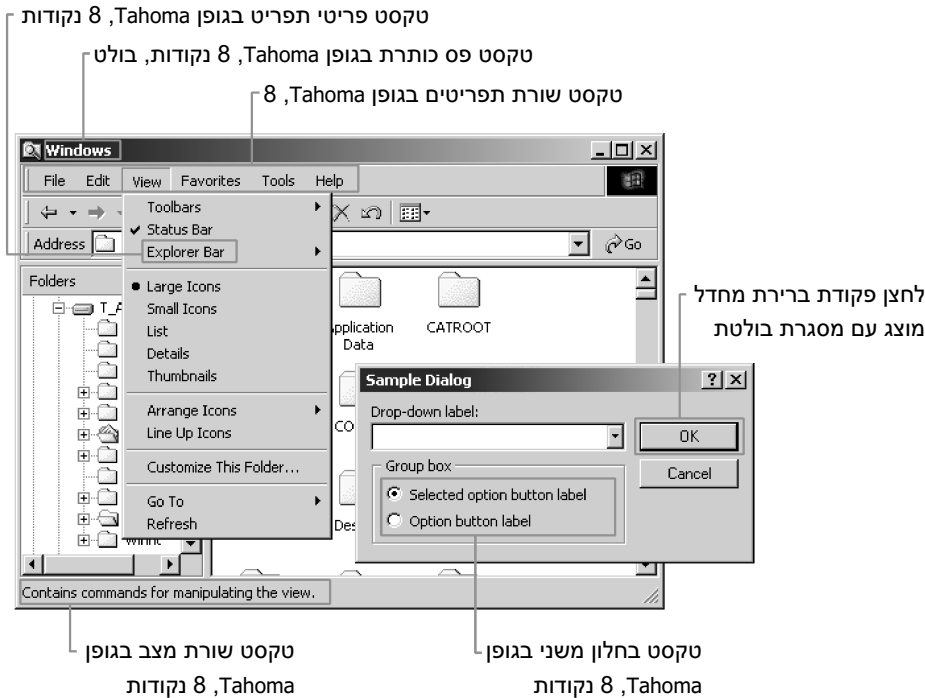 טקסט פריטי תפריט בגופן Tahoma, 8 נקודות
טקסט פס כותרת בגופן Tahoma, 8 נקודות, בולט
טקסט שורת תפריטים בגופן Tahoma, 8
Windows
File Edit View Favorites Tools Help
Toolbars
Status Bar
Address
Explorer Bar
Go
Folders
Large Icons
Small Icons
List
Details
Thumbnails
Arrange Icons
Line Up Icons
Customize This Folder...
Go To
Refresh
pplication
Data
CATROOT
לחצן פקודת ברירת מחדל
מוצג עם מסגרת בולטת
Sample Dialog
Drop-down label:
OK
Group box
Cancel
Selected option button label
Option button label
Contains commands for manipulating the view.
טקסט שורת מצב בגופן
Tahoma, 8 נקודות
טקסט בחלון משני בגופן
Tahoma, 8 נקודות